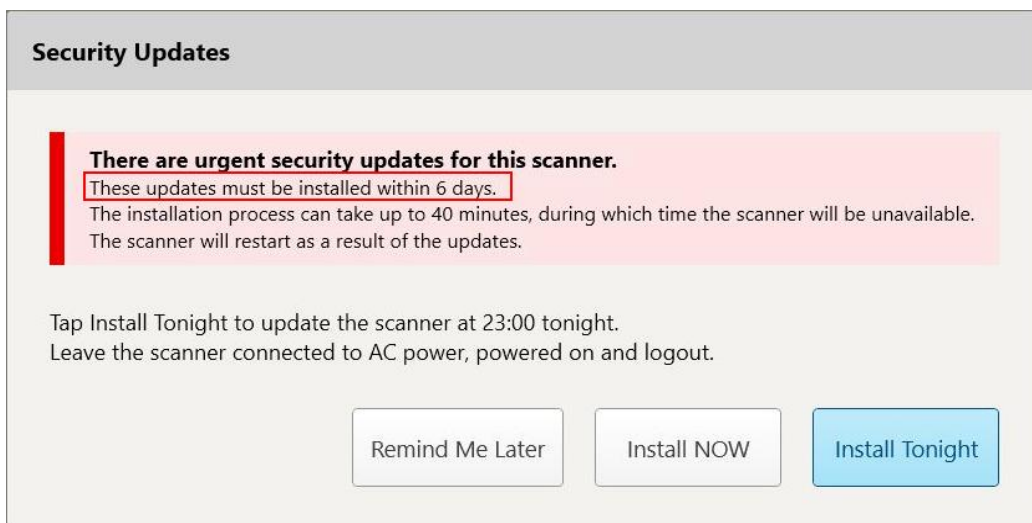 Security Updates
There are urgent security updates for this scanner.
These updates must be installed within 6 days.
The installation process can take up to 40 minutes, during which time the scanner will be unavailable.
The scanner will restart as a result of the updates.
Tap Install Tonight to update the scanner at 23:00 tonight.
Leave the scanner connected to AC power, powered on and logout.
Remind Me Later Install NOW Install Tonight